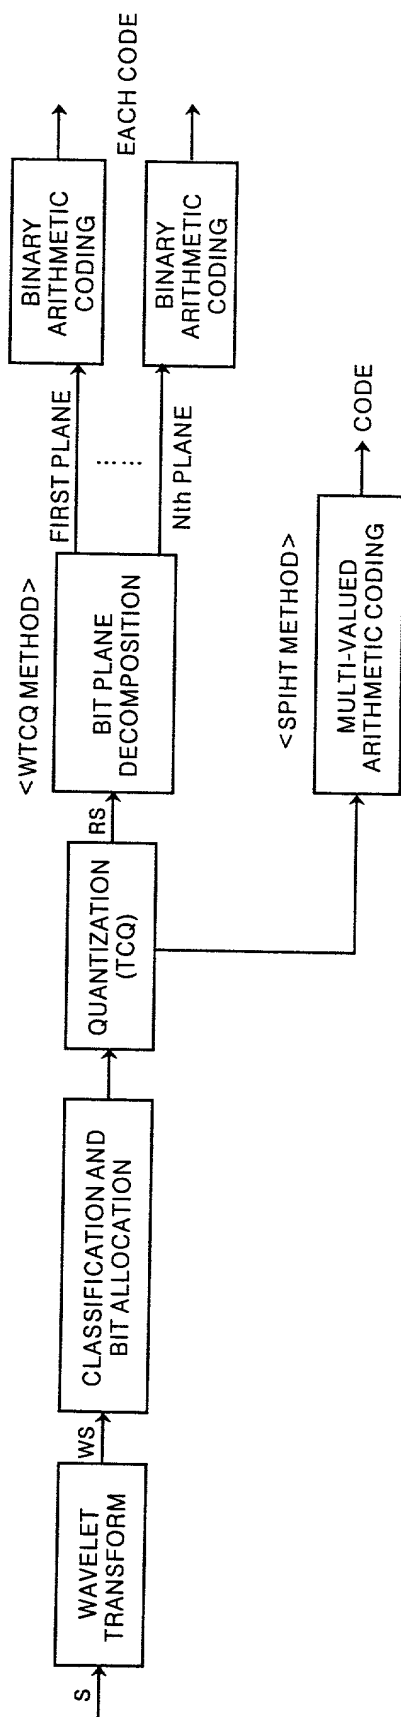 S
WAVELET
TRANSFORM
WS
CLASSIFICATION AND
BIT ALLOCATION
QUANTIZATION
(TCQ)
RS
<WTCQ METHOD>
BIT PLANE
DECOMPOSITION
FIRST PLANE
......
Nth PLANE
BINARY
ARITHMETIC
CODING
BINARY
ARITHMETIC
CODING
EACH CODE
<SPIHT METHOD>
MULTI-VALUED
ARITHMETIC CODING
CODE